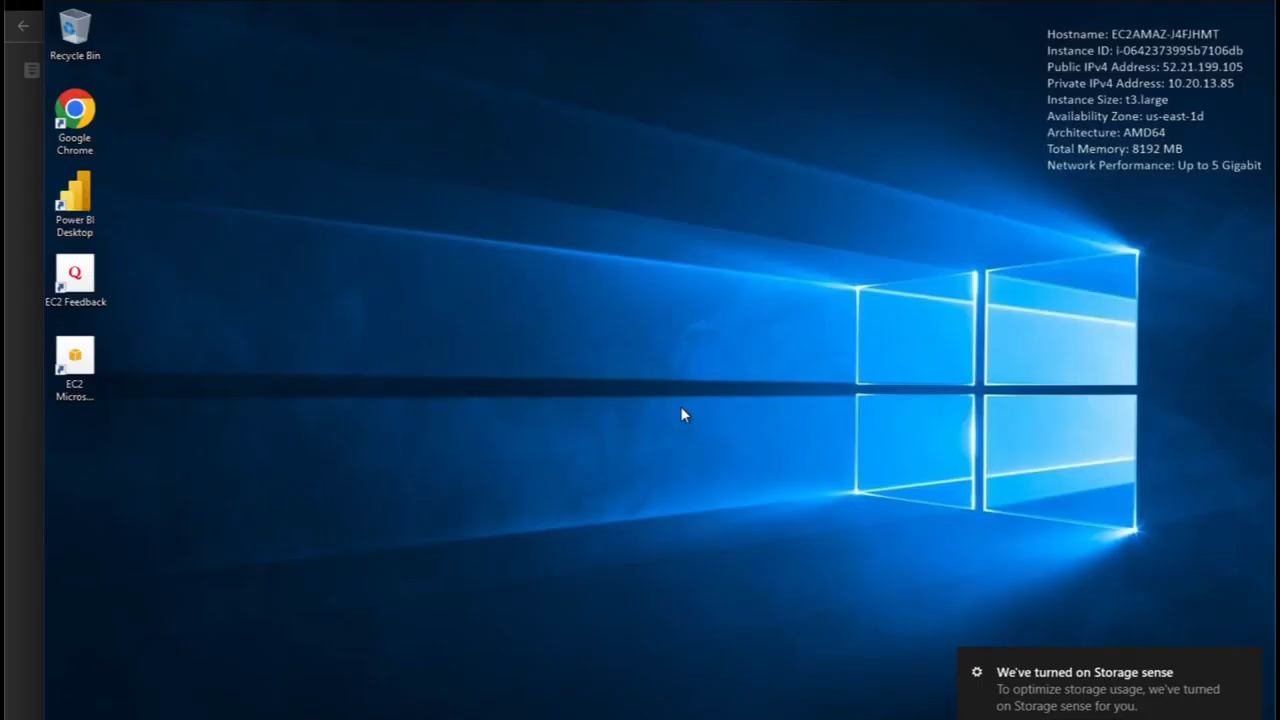 Recycle Bin
Google
Chrome
Power BI
Desktop
Q
EC2 Feedback
EC2
Micros...
Hostname: EC2AMAZ-J4FJHMT
Instance ID: i-0642373995b7106db
Public IPv4 Address: 52.21.199.105
Private IPv4 Address: 10.20.13.85
Instance Size: t3.large
Availability Zone: us-east-1d
Architecture: AMD64
Total Memory: 8192 MB
Network Performance: Up to 5 Gigabit
We've turned on Storage sense
To optimize storage usage, we've turned
on Storage sense for you.